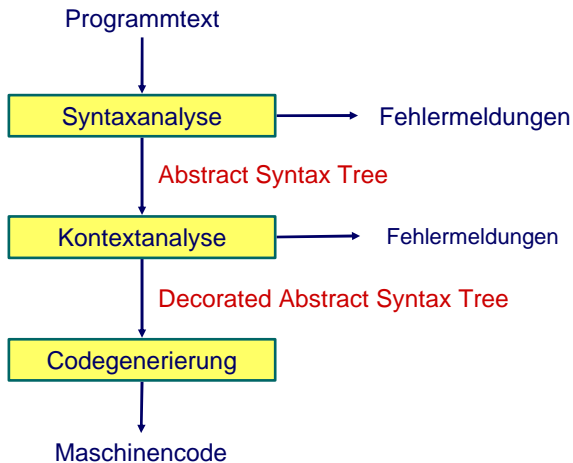 Programmtext
Syntaxanalyse
Fehlermeldungen
Abstract Syntax Tree
Kontextanalyse
Fehlermeldungen
Decorated Abstract Syntax Tree
Codegenerierung
Maschinencode